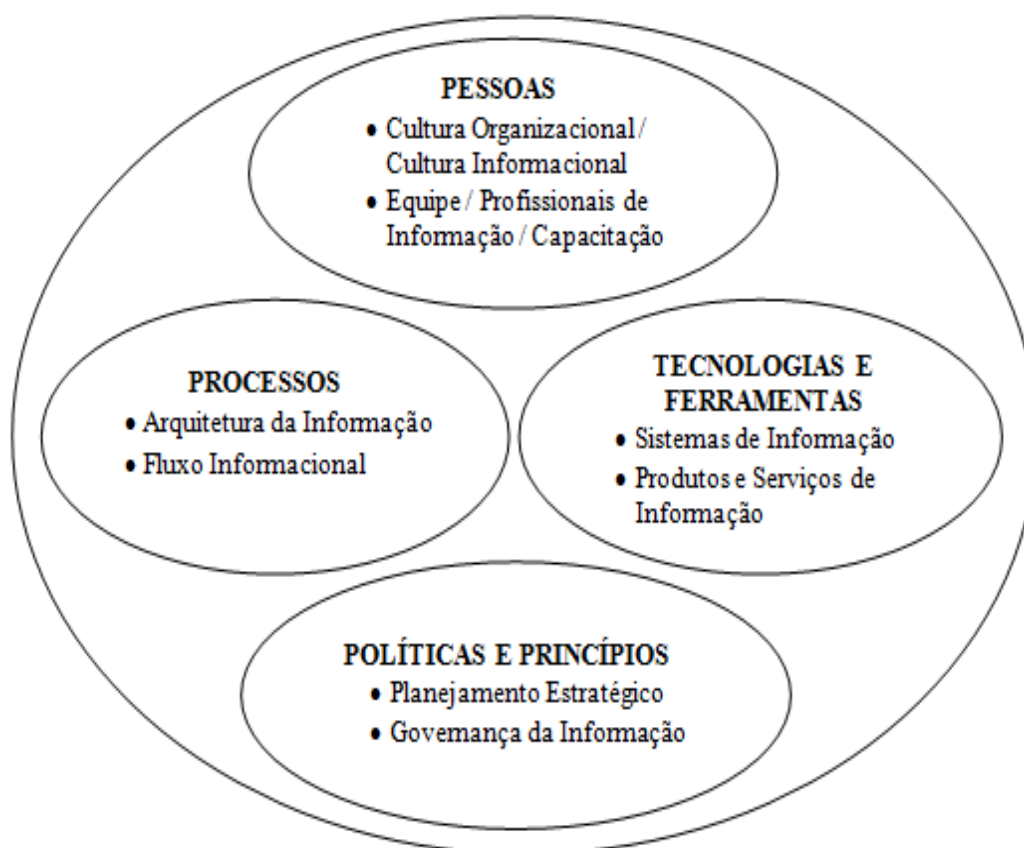 PESSOAS
• Cultura Organizacional /
Cultura Informacional
• Equipe / Profissionais de
Informação / Capacitação
PROCESSOS
• Arquitetura da Informação
• Fluxo Informacional
TECNOLOGIAS E
FERRAMENTAS
• Sistemas de Informação
• Produtos e Serviços de
Informação
POLÍTICAS E PRINCÍPIOS
• Planejamento Estratégico
• Governança da Informação